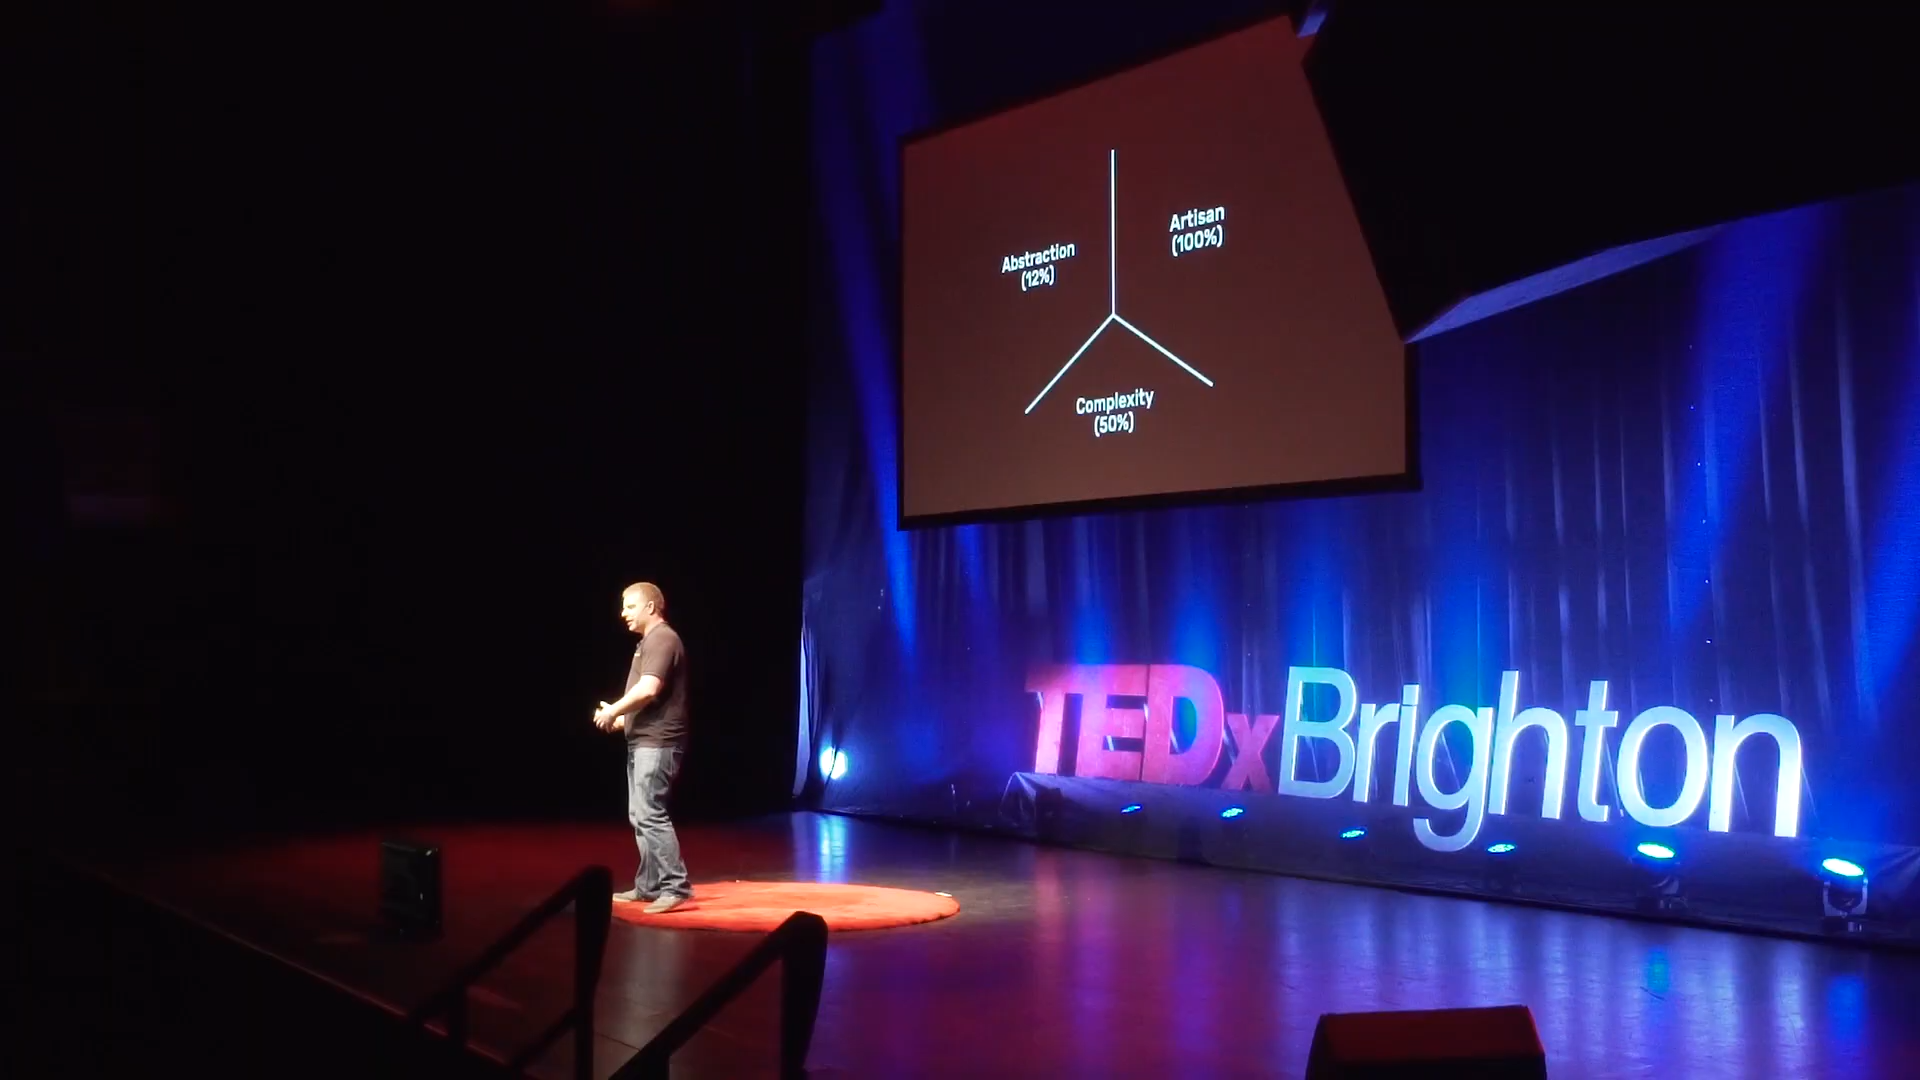 Abstraction
(12%)
Artisan
(100%)
Complexity
(50%)
TEDxBrighton